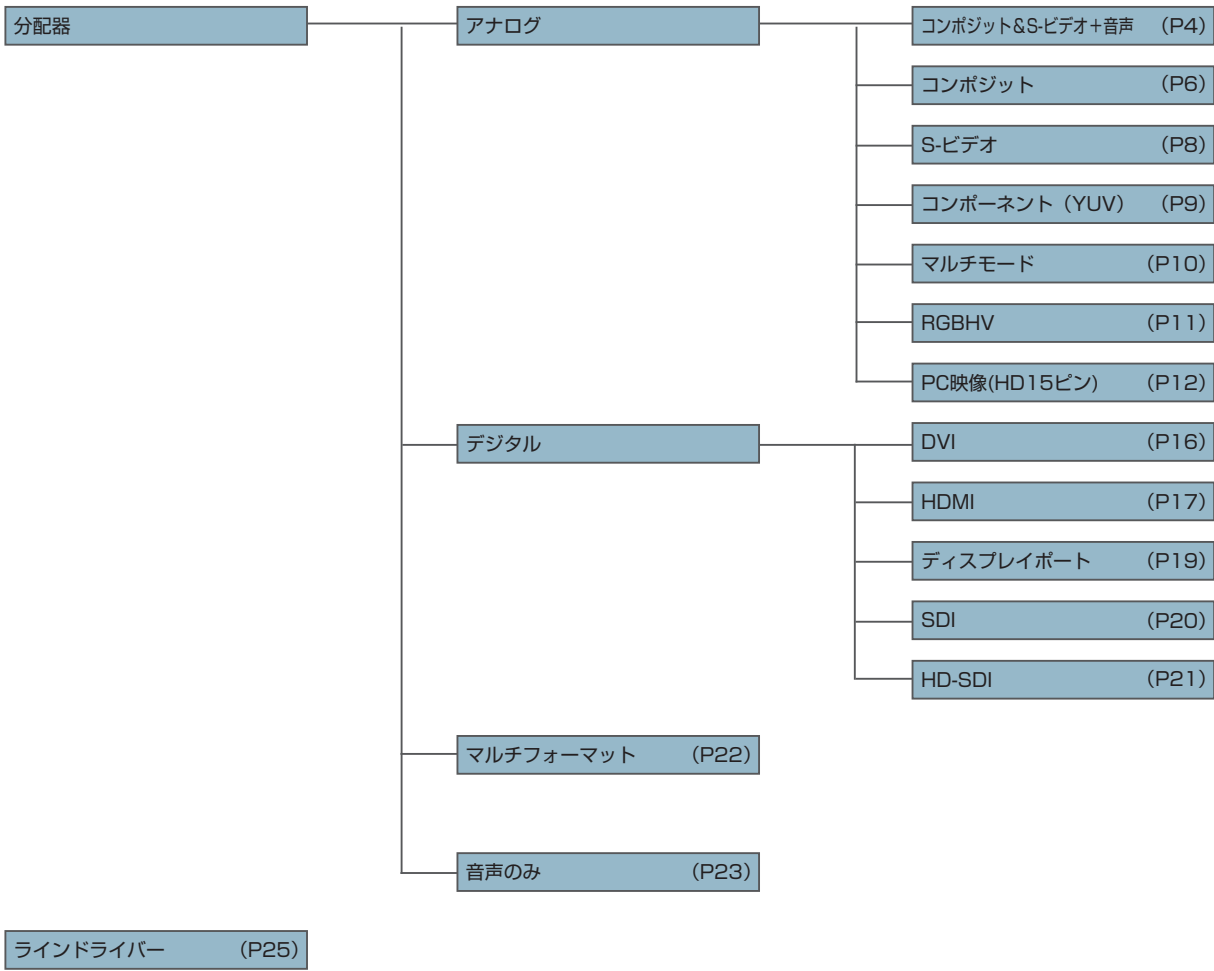 分配器
アナログ
コンポジット&S-ビデオ+音声 (P4)
コンポジット (P6)
S-ビデオ (P8)
コンポーネント（YUV） (P9)
マルチモード (P10)
RGBHV (P11)
PC映像(HD15ピン) (P12)
デジタル
DVI (P16)
HDMI (P17)
ディスプレイポート (P19)
SDI (P20)
HD-SDI (P21)
マルチフォーマット (P22)
音声のみ (P23)
ラインドライバー (P25)